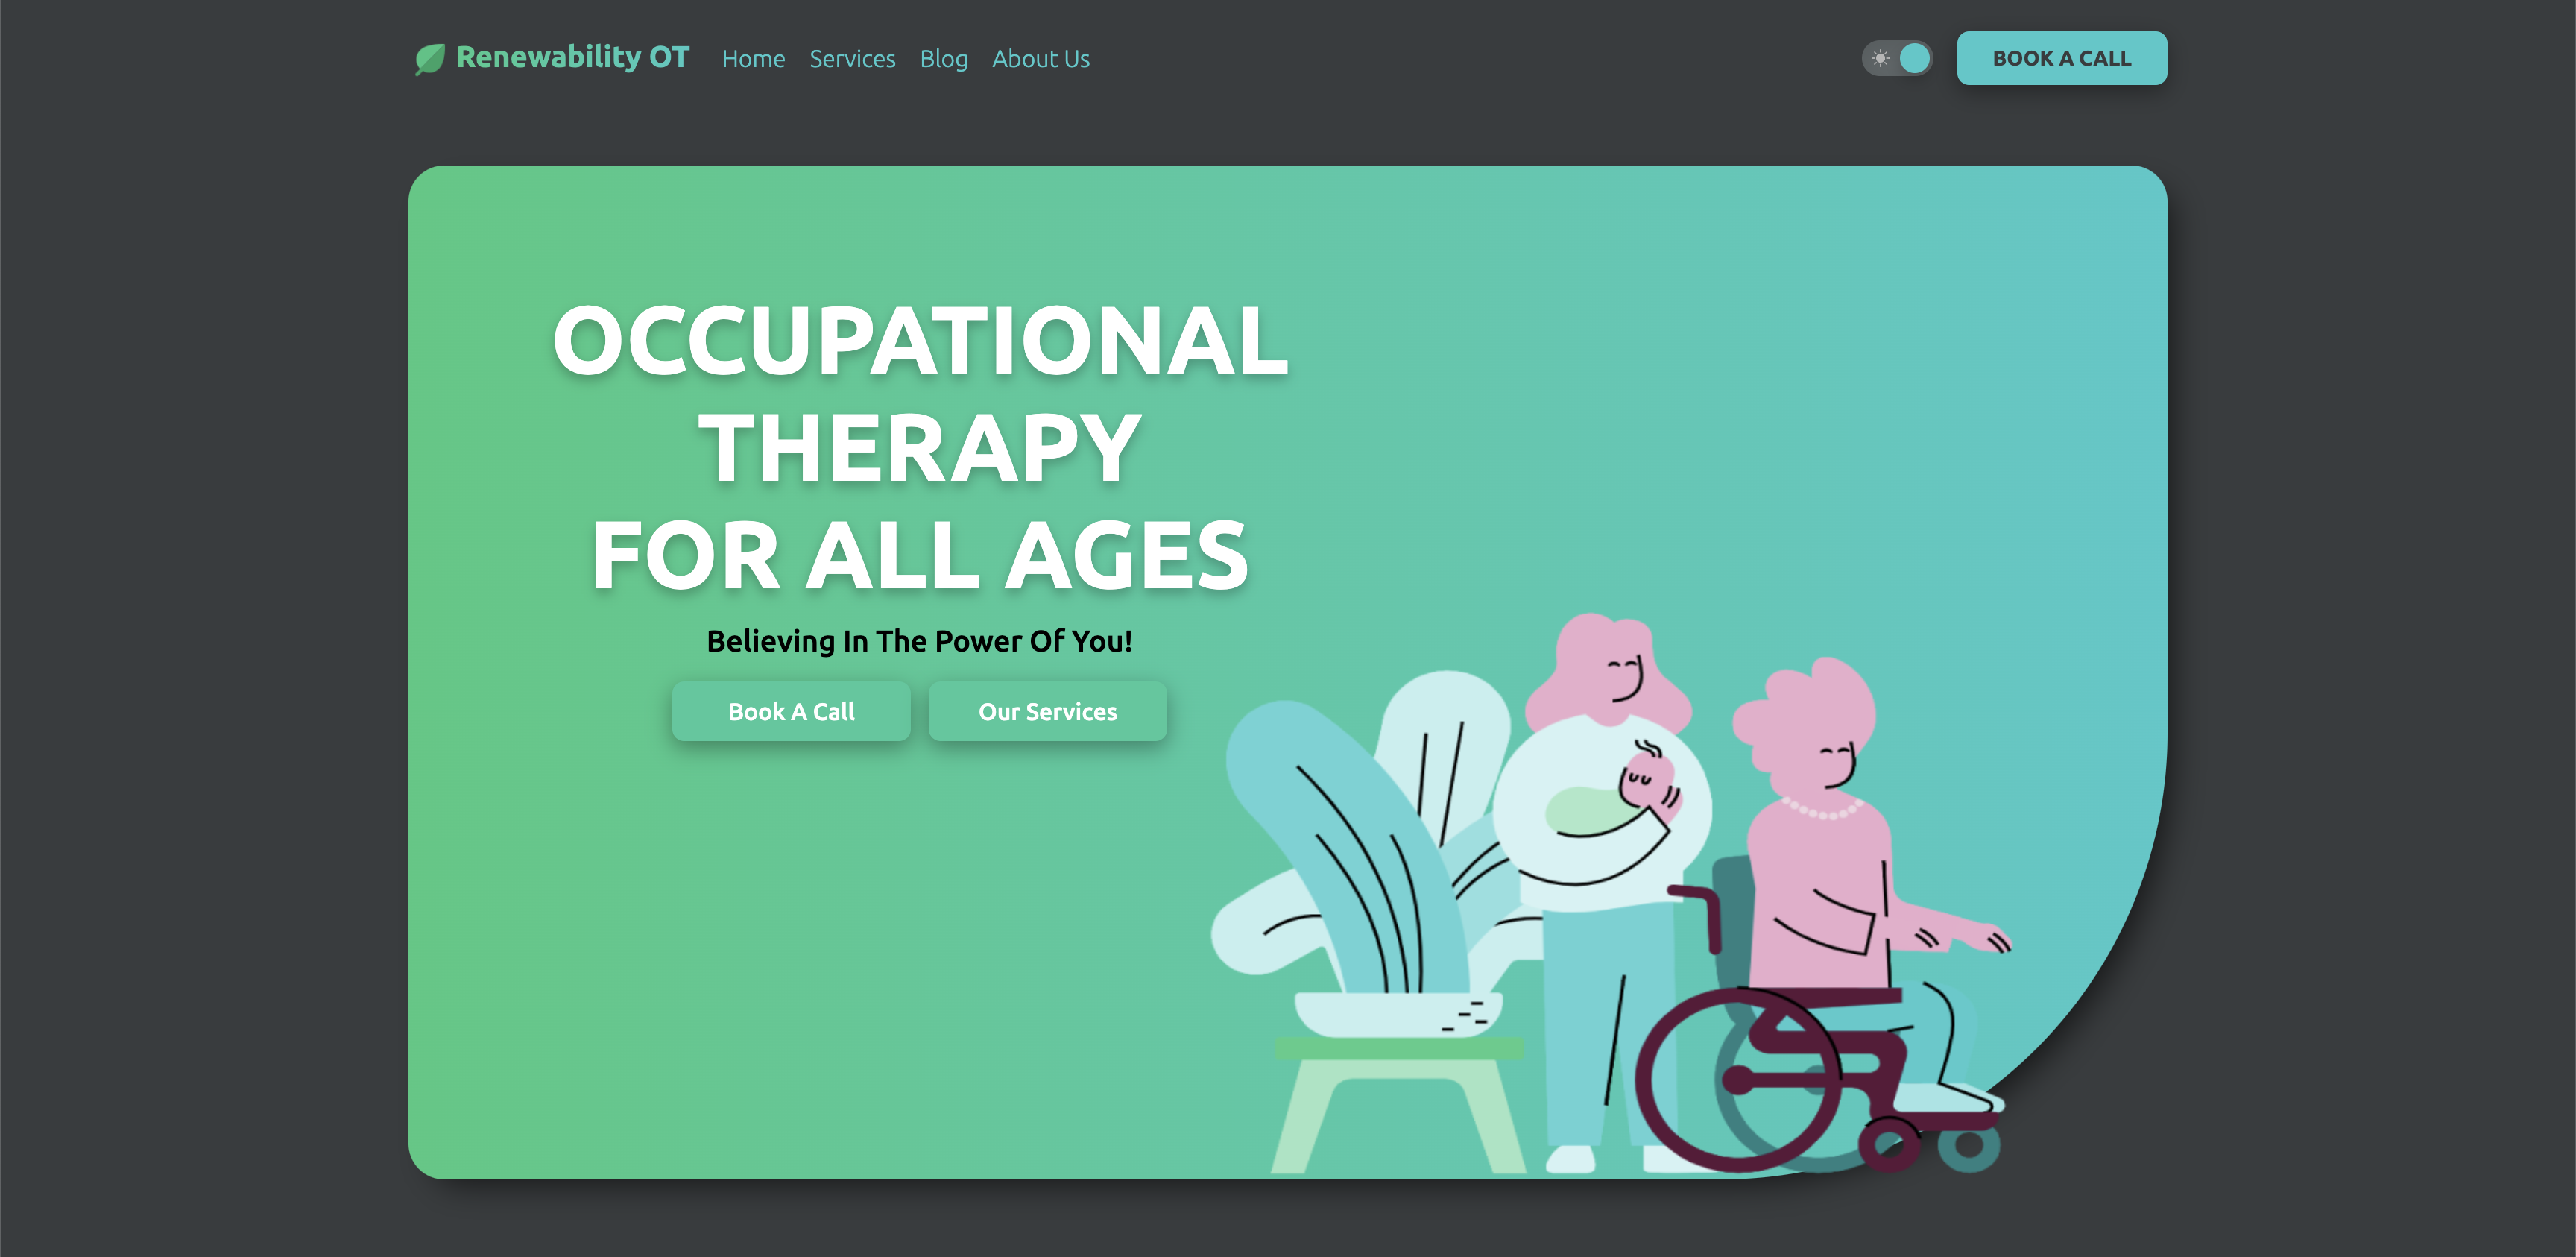 Renewability OT
Home Services Blog About Us
BOOK A CALL
OCCUPATIONAL
THERAPY
FOR ALL AGES
Believing In The Power Of You!
Book A Call
Our Services